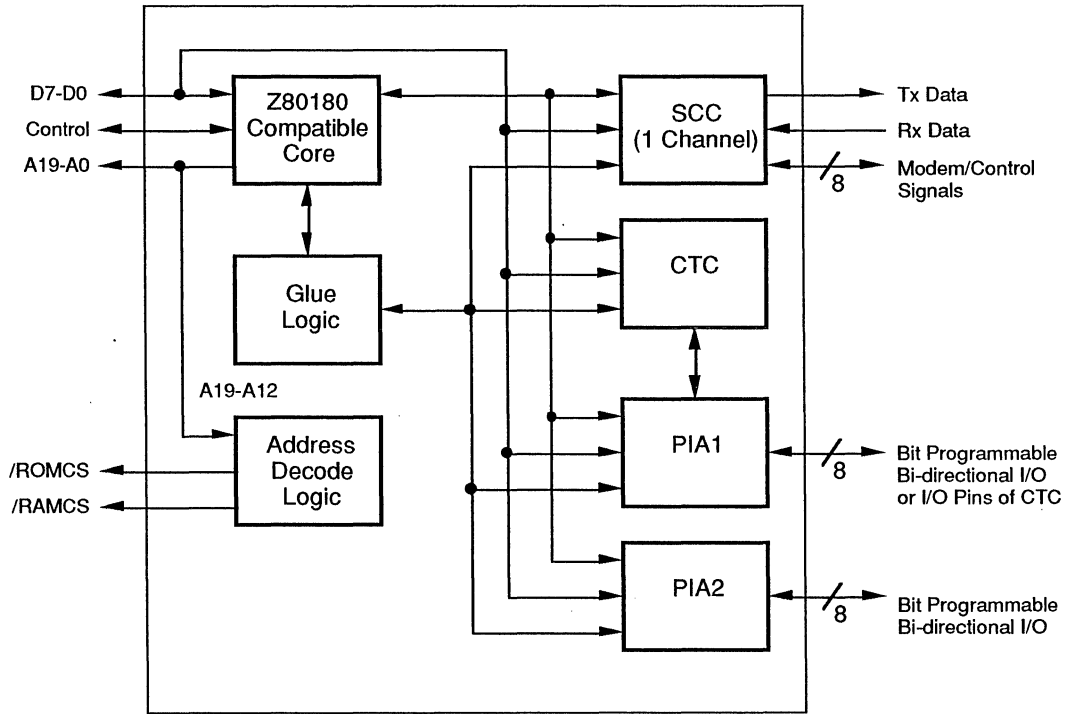 D7-D0
Control
A19-A0
Z80180
Compatible
Core
SCC
(1 Channel)
Tx Data
Rx Data
8
Modem/Control
Signals
Glue
Logic
CTC
A19-A12
Address
Decode
Logic
/ROMCS
/RAMCS
PIA1
8
Bit Programmable
Bi-directional I/O
or I/O Pins of CTC
PIA2
8
Bit Programmable
Bi-directional I/O